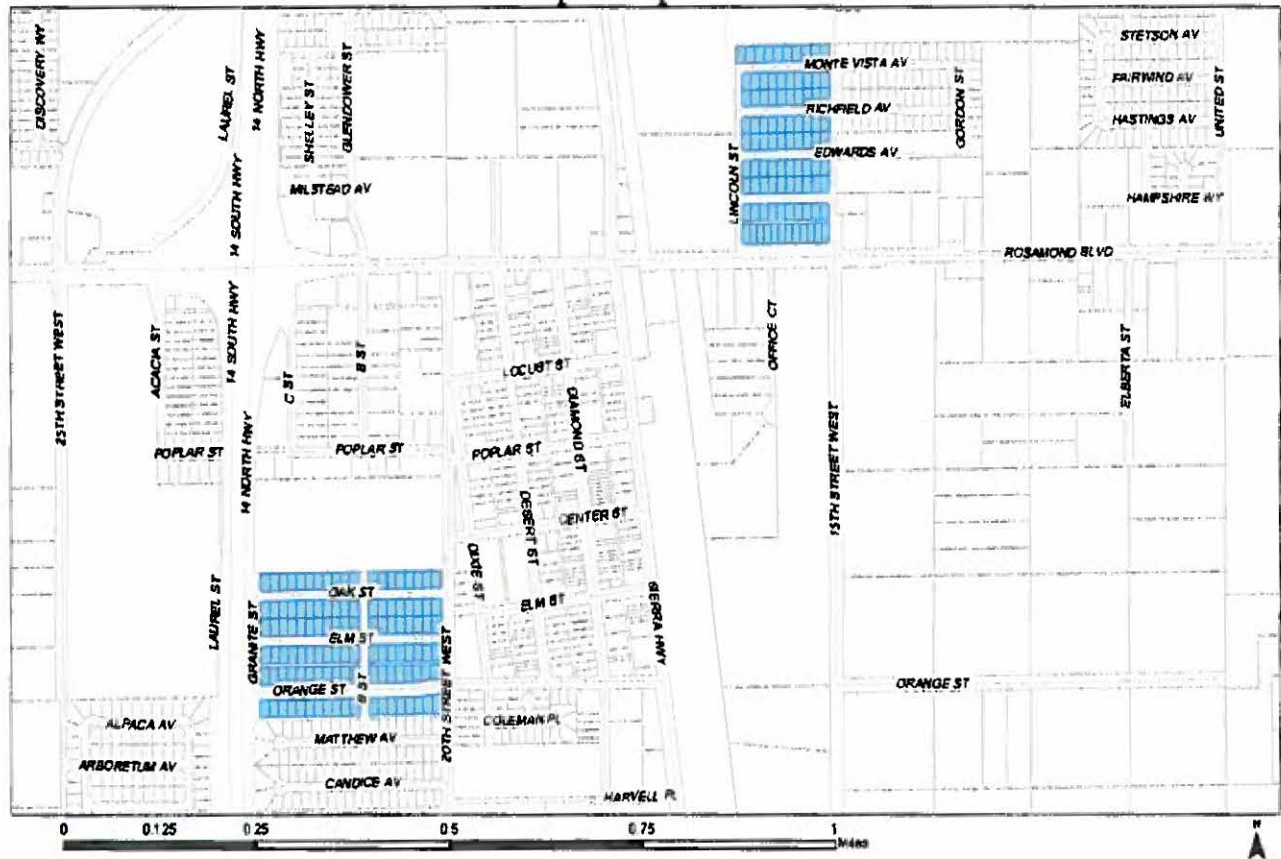 DISCOVERY WY
LAUREL ST
14 NORTH HWY
SHELLEY ST
GLENDOWER ST
STETSON AV
MONTE VISTA AV
FAIRWIND AV
UNITED ST
RICHFIELD AV
GORDON ST
HASTINGS AV
EDWARDS AV
LINCOLN ST
MILSTEAD AV
14 SOUTH HWY
HAMPSHIRE WY
ROSAMOND BLVD
25TH STREET WEST
ACACIA ST
14 SOUTH HWY
C ST
B ST
LOCUST ST
OFFICE CT
ELBERTA ST
DIAMOND ST
POPLAR ST
POPLAR ST
POPLAR ST
14 NORTH HWY
15TH STREET WEST
DESERT ST
CENTER ST
DIXIE ST
LAUREL ST
GRANITE ST
OAK ST
ELM ST
ELM ST
SIERRA HWY
20TH STREET WEST
ORANGE ST
B ST
ORANGE ST
ALPACA AV
COLEMAN PL
MATTHEW AV
ARBORETUM AV
CANDICE AV
HARVELL PL
0 0.125 0.25 0.5 0.75 1
Miles
N